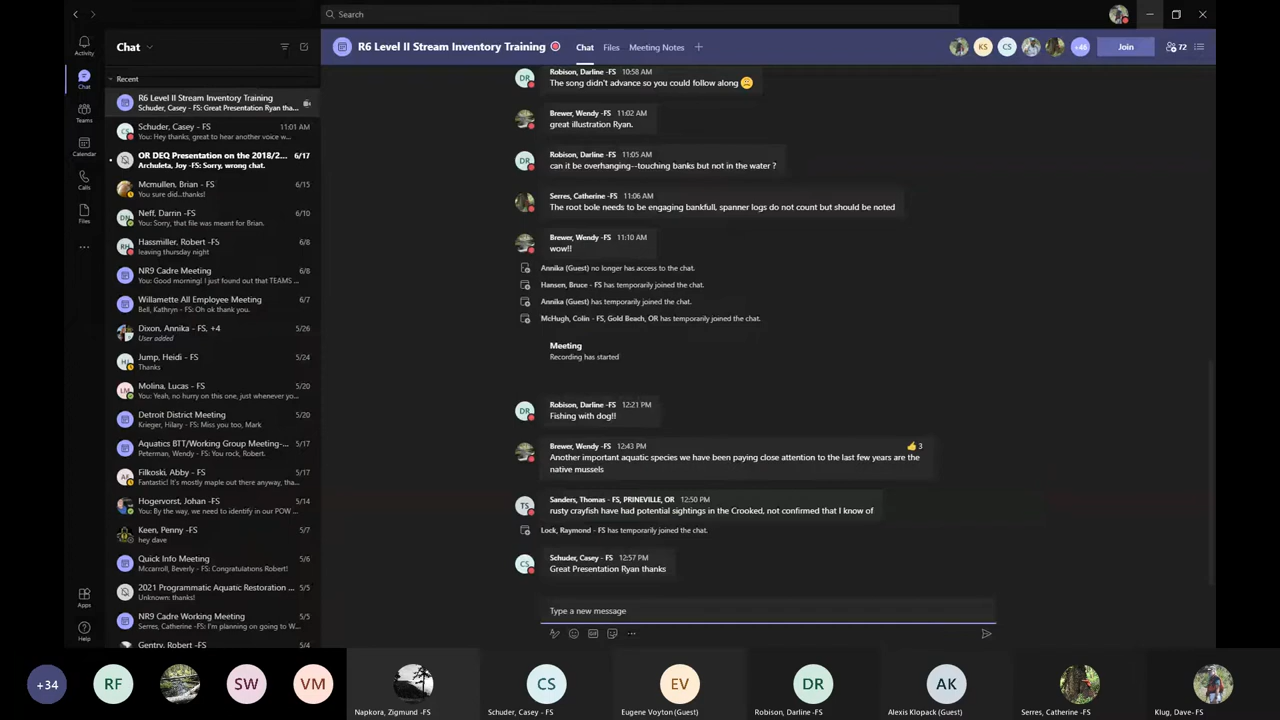 Search
Activity
Chat
Teams
Calendar
Calls
Files
Apps
Help
Chat
Recent
R6 Level II Stream Inventory Training
Schuder, Casey - FS: Great Presentation Ryan tha...
Schuder, Casey - FS 11:01 AM
You: Hey thanks, great to hear another voice w...
OR DEQ Presentation on the 2018/2... 6/17
Archuleta, Joy -FS: Sorry, wrong chat.
Mcmullen, Brian - FS 6/15
You sure did...thanks!
Neff, Darrin -FS 6/10
You: Sorry, that file was meant for Brian.
Hassmiller, Robert -FS 6/8
leaving thursday night
NR9 Cadre Meeting 6/8
You: Good morning! I just found out that TEAMS ...
Willamette All Employee Meeting 6/7
Bell, Kathryn - FS: Oh ok thank you.
Dixon, Annika - FS, +4 5/26
User added
Jump, Heidi - FS 5/24
Thanks
Molina, Lucas - FS 5/20
You: Yeah, no hurry on this one, just whenever yo...
Detroit District Meeting 5/20
Krieger, Hilary - FS: Miss you too, Mark
Aquatics BTT/Working Group Meeting-... 5/17
Peterman, Wendy - FS: You rock, Robert.
Filkoski, Abby - FS 5/17
Fantastic! It's mostly maple out there anyway, tha...
Hogervorst, Johan -FS 5/14
You: By the way, we need to identify in our POW ...
Keen, Penny -FS 5/7
hey dave
Quick Info Meeting 5/6
Mccarroll, Beverly - FS: Congratulations Robert!
2021 Programmatic Aquatic Restoration ... 5/5
Unknown: thanks!
NR9 Cadre Working Meeting 5/5
Serres, Catherine -FS: I'm planning on going to W...
Gentry, Robert -FS 5/4
R6 Level II Stream Inventory Training Chat Files Meeting Notes
KS CS +46 Join 72
DR Robison, Darline -FS 10:58 AM
The song didn't advance so you could follow along
Brewer, Wendy -FS 11:02 AM
great illustration Ryan.
DR Robison, Darline -FS 11:05 AM
can it be overhanging--touching banks but not in the water ?
Serres, Catherine -FS 11:06 AM
The root bole needs to be engaging bankfull, spanner logs do not count but should be noted
Brewer, Wendy -FS 11:10 AM
wow!!
Annika (Guest) no longer has access to the chat.
Hansen, Bruce - FS has temporarily joined the chat.
Annika (Guest) has temporarily joined the chat.
McHugh, Colin - FS, Gold Beach, OR has temporarily joined the chat.
Meeting
Recording has started
DR Robison, Darline -FS 12:21 PM
Fishing with dog!!
Brewer, Wendy -FS 12:43 PM 3
Another important aquatic species we have been paying close attention to the last few years are the
native mussels
TS Sanders, Thomas - FS, PRINEVILLE, OR 12:50 PM
rusty crayfish have had potential sightings in the Crooked, not confirmed that I know of
Lock, Raymond - FS has temporarily joined the chat.
CS Schuder, Casey - FS 12:57 PM
Great Presentation Ryan thanks
Type a new message
+34 RF SW VM CS EV DR AK
Napkora, Zigmund -FS Schuder, Casey - FS Eugene Voyton (Guest) Robison, Darline -FS Alexis Klopack (Guest) Serres, Catherine -FS Klug, Dave- FS